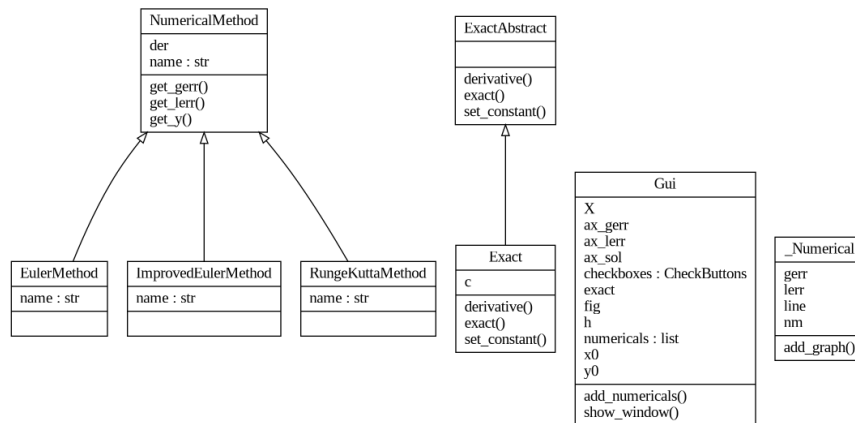 NumericalMethod
der
name : str
get_gerr()
get_lerr()
get_y()
ExactAbstract
derivative()
exact()
set_constant()
EulerMethod
name : str
ImprovedEulerMethod
name : str
RungeKuttaMethod
name : str
Exact
c
derivative()
exact()
set_constant()
Gui
X
ax_gerr
ax_lerr
ax_sol
checkboxes : CheckButtons
exact
fig
h
numericals : list
x0
y0
add_numericals()
show_window()
_Numerical
gerr
lerr
line
nm
add_graph()